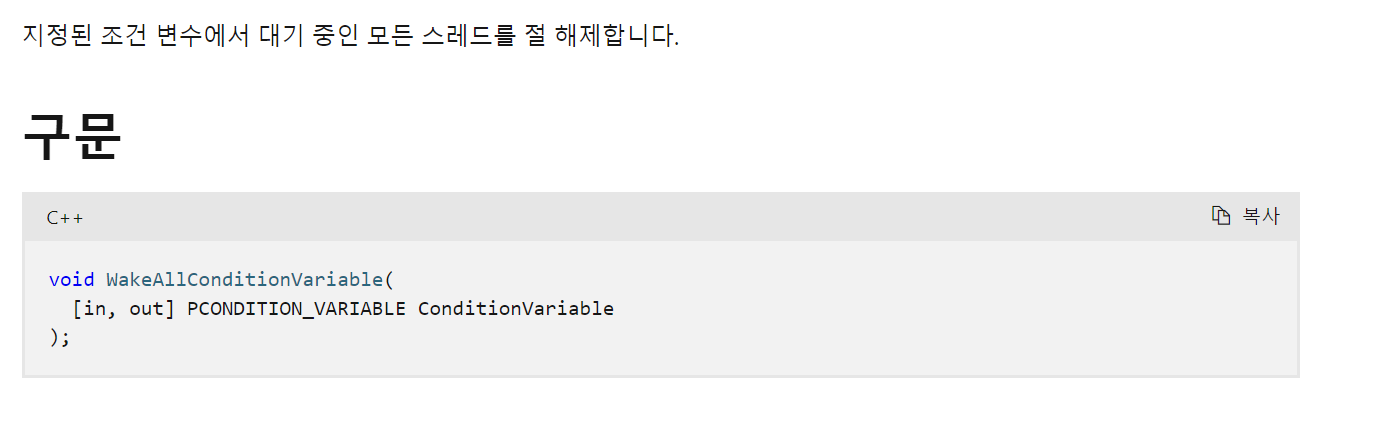 지정된 조건 변수에서 대기 중인 모든 스레드를 절 해제합니다.
구문
C++
복사
void WakeAllConditionVariable(
  [in, out] PCONDITION_VARIABLE ConditionVariable
);